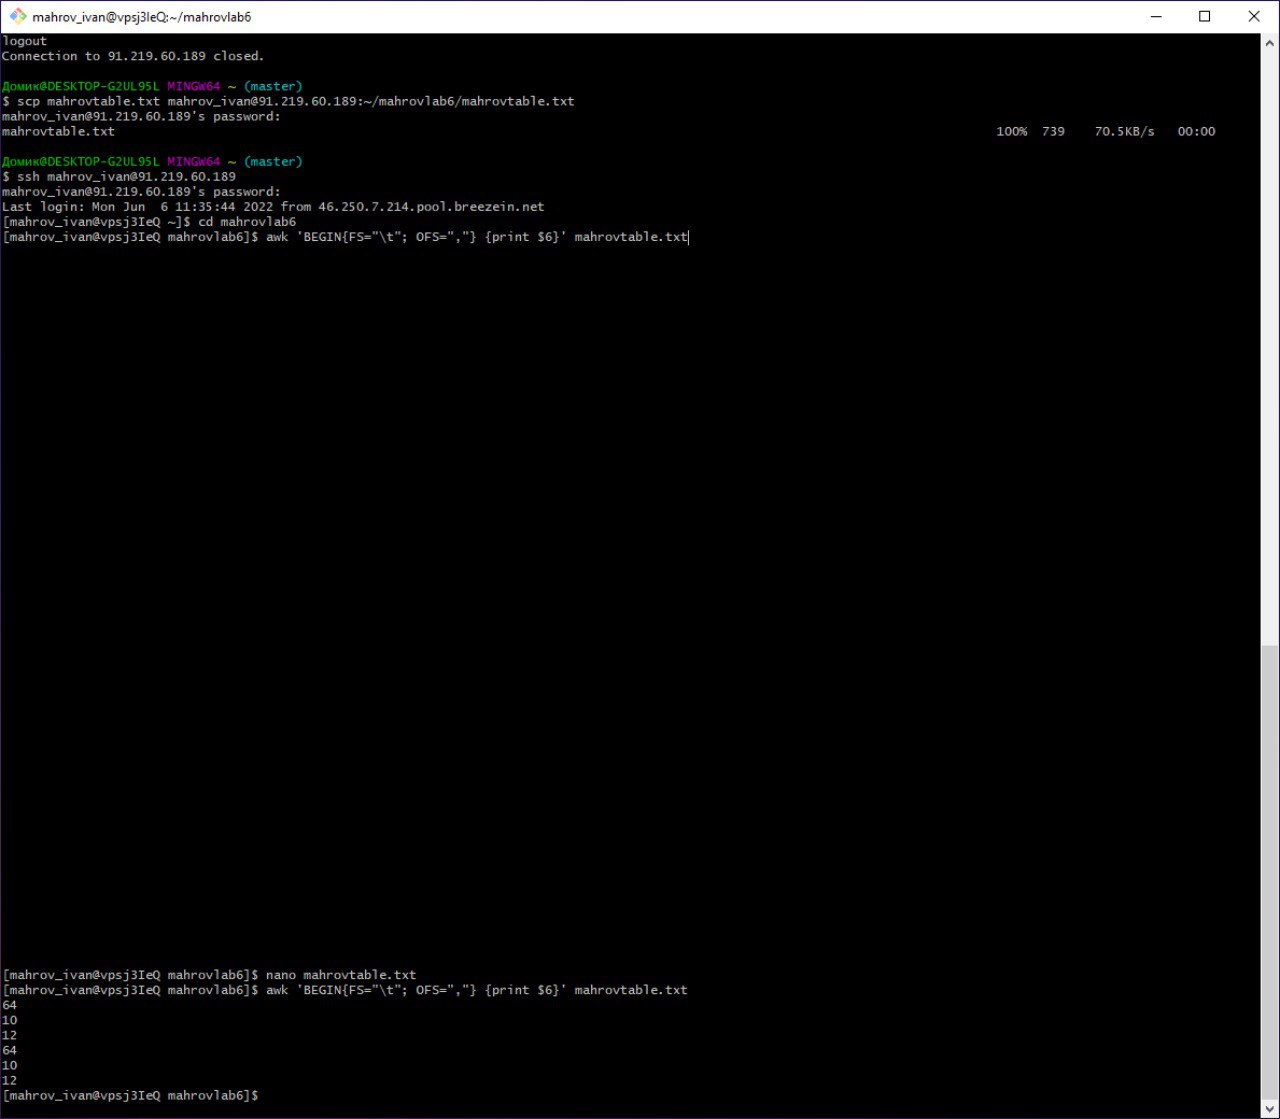 mahrov_ivan@vpsj3IeQ:~/mahrovlab6
logout
Connection to 91.219.60.189 closed.
Домик@DESKTOP-G2UL95L MINGW64 ~ (master)
$ scp mahrovtable.txt mahrov_ivan@91.219.60.189:~/mahrovlab6/mahrovtable.txt
mahrov_ivan@91.219.60.189's password:
mahrovtable.txt 100% 739 70.5KB/s 00:00
Домик@DESKTOP-G2UL95L MINGW64 ~ (master)
$ ssh mahrov_ivan@91.219.60.189
mahrov_ivan@91.219.60.189's password:
Last login: Mon Jun  6 11:35:44 2022 from 46.250.7.214.pool.breezein.net
[mahrov_ivan@vpsj3IeQ ~]$ cd mahrovlab6
[mahrov_ivan@vpsj3IeQ mahrovlab6]$ awk 'BEGIN{FS="\t"; OFS=","} {print $6}' mahrovtable.txt
[mahrov_ivan@vpsj3IeQ mahrovlab6]$ nano mahrovtable.txt
[mahrov_ivan@vpsj3IeQ mahrovlab6]$ awk 'BEGIN{FS="\t"; OFS=","} {print $6}' mahrovtable.txt
64
10
12
64
10
12
[mahrov_ivan@vpsj3IeQ mahrovlab6]$